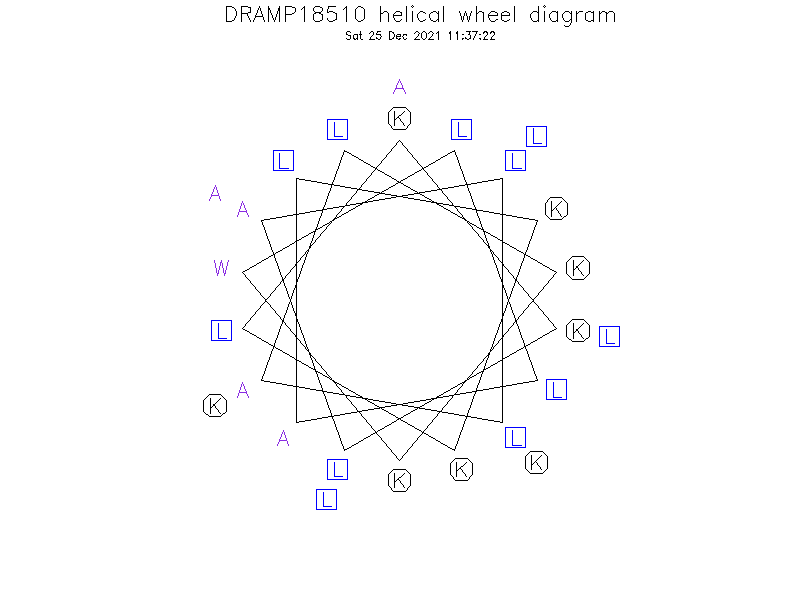 DRAMP18510 helical wheel diagram
Sat 25 Dec 2021 11:37:22
A
L K L L
L L
A A K
W K
L K L
A L
K
A L K
L K K
L